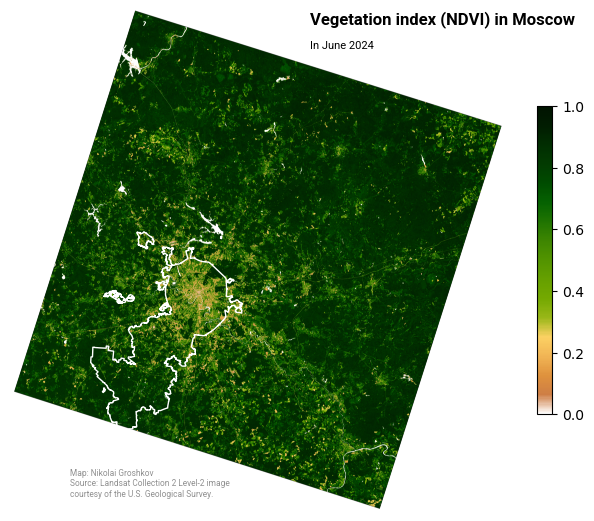 Vegetation index (NDVI) in Moscow
In June 2024
1.0
0.8
0.6
0.4
0.2
0.0
Map: Nikolai Groshkov
Source: Landsat Collection 2 Level-2 image
courtesy of the U.S. Geological Survey.